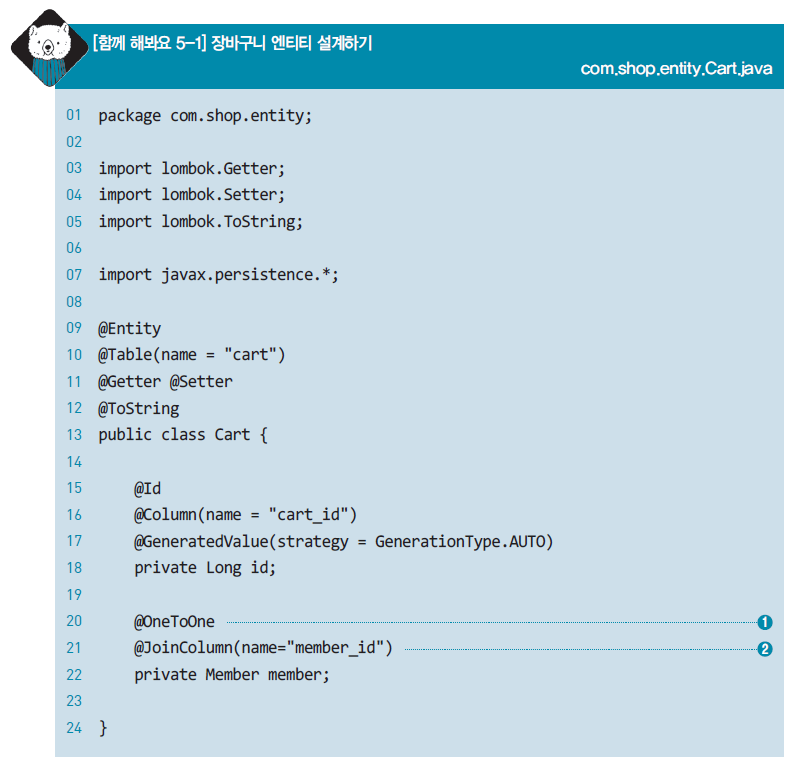 [함께 해봐요 5-1] 장바구니 엔티티 설계하기
com.shop.entity.Cart.java
01 package com.shop.entity;
02
03 import lombok.Getter;
04 import lombok.Setter;
05 import lombok.ToString;
06
07 import javax.persistence.*;
08
09 @Entity
10 @Table(name = "cart")
11 @Getter @Setter
12 @ToString
13 public class Cart {
14
15 @Id
16 @Column(name = "cart_id")
17 @GeneratedValue(strategy = GenerationType.AUTO)
18 private Long id;
19
20 @OneToOne ❶
21 @JoinColumn(name="member_id") ❷
22 private Member member;
23
24 }